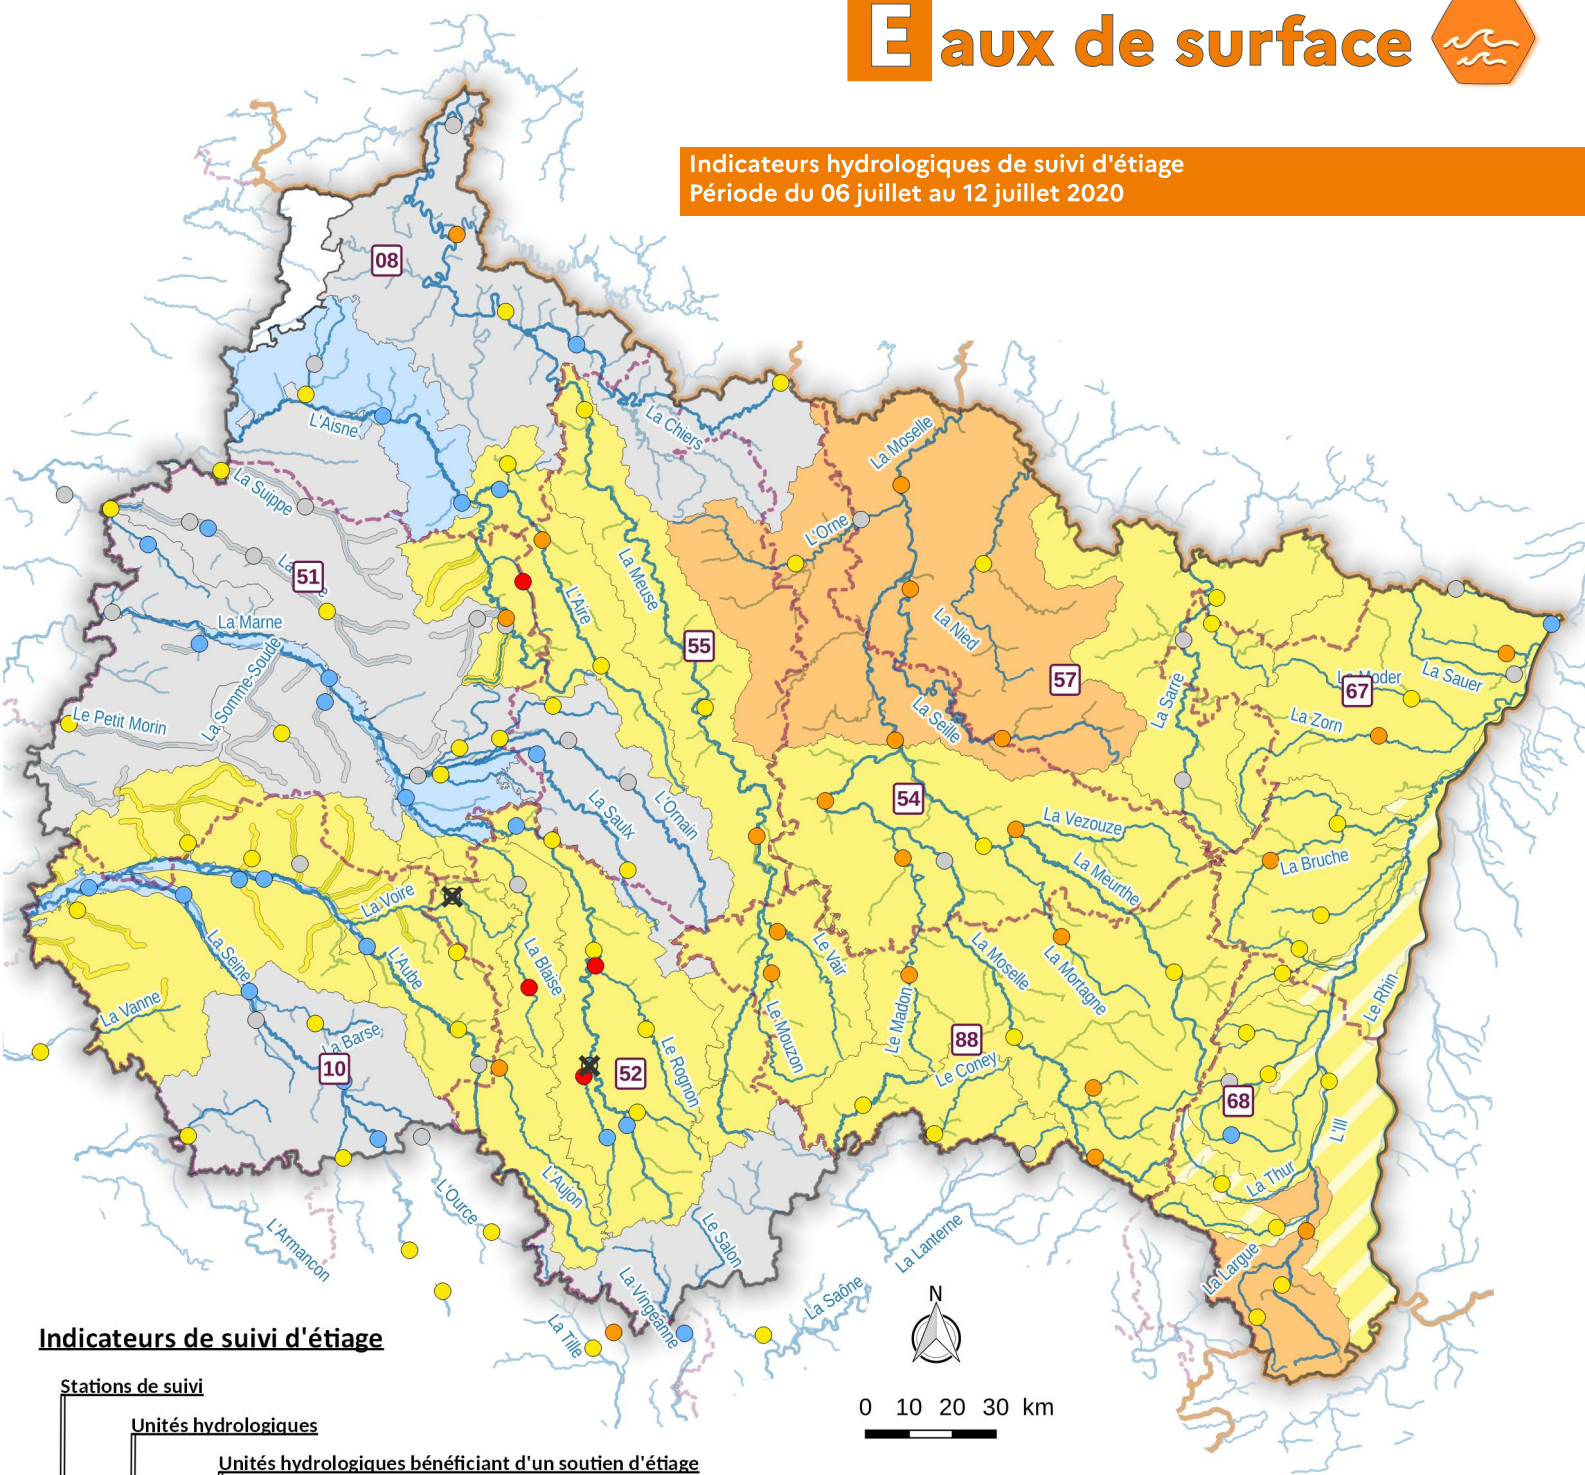 Eaux de surface
Indicateurs hydrologiques de suivi d'étiage
Période du 06 juillet au 12 juillet 2020
08
La Chiers
La Moselle
L'Aisne
La Suippe
L'Orne
51
La Meuse
L'Aire
La Marne
La Nied
55
57
La Somme-Soude
Le Petit Morin
La Sarre
67
La Sauer
La Zorn
La Seille
54
La Saulx
L'Ornain
La Vezouze
La Meurthe
La Bruche
La Voire
La Seine
L'Aube
La Blaise
Le Vair
La Moselle
La Mortagne
Le Rhin
La Vanne
La Barse
10
52
Le Rognon
Le Mouzon
Le Madon
88
Le Coney
68
L'Ill
La Thur
L'Aujon
L'Ource
L'Armançon
Le Salon
La Lanterne
La Largue
La Vingeanne
La Saône
La Tille
N
0 10 20 30 km
Indicateurs de suivi d'étiage
Stations de suivi
Unités hydrologiques
Unités hydrologiques bénéficiant d'un soutien d'étiage